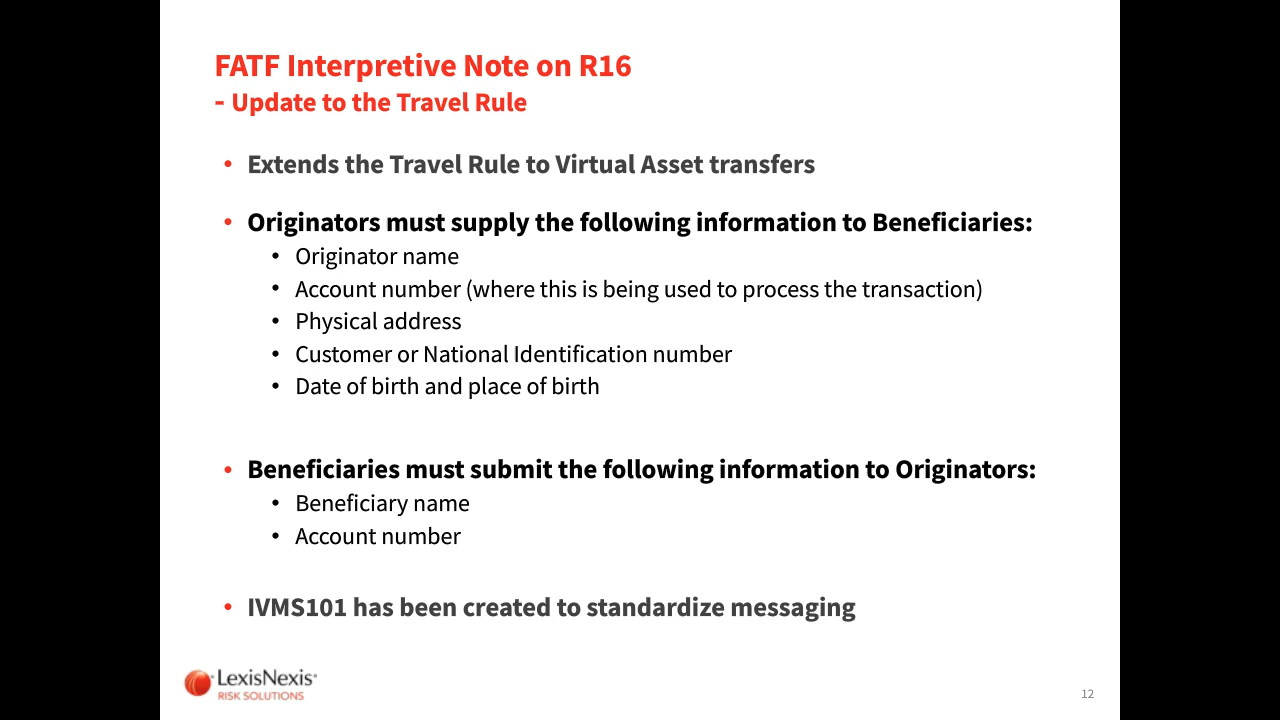 FATF Interpretive Note on R16
- Update to the Travel Rule
• Extends the Travel Rule to Virtual Asset transfers
• Originators must supply the following information to Beneficiaries:
• Originator name
• Account number (where this is being used to process the transaction)
• Physical address
• Customer or National Identification number
• Date of birth and place of birth
• Beneficiaries must submit the following information to Originators:
• Beneficiary name
• Account number
• IVMS101 has been created to standardize messaging
LexisNexis®
RISK SOLUTIONS
12